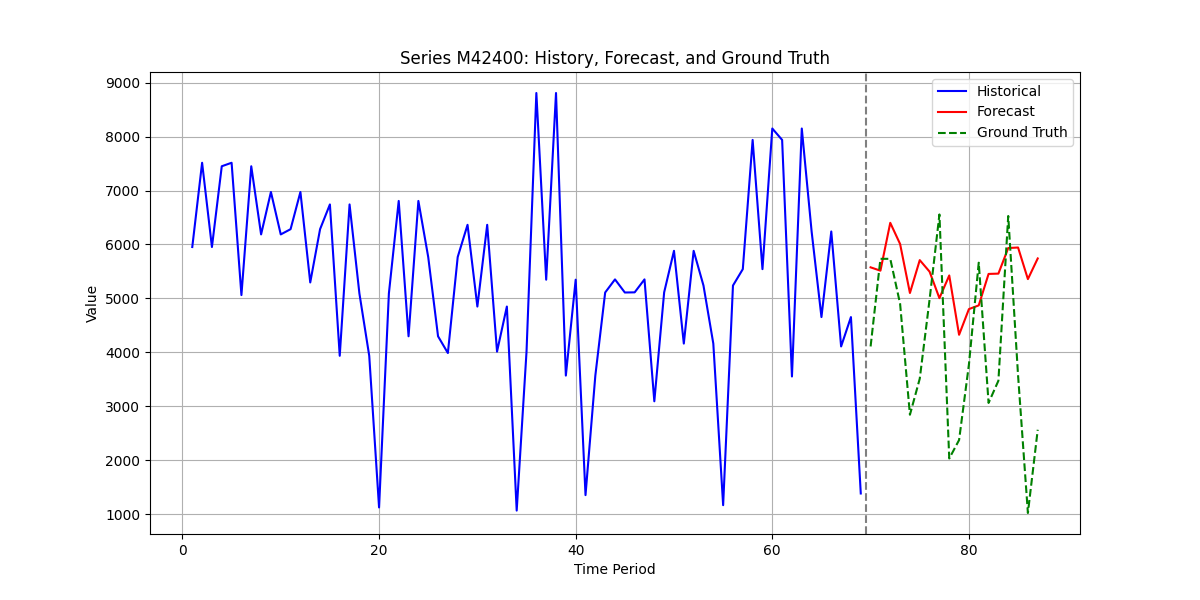 Series M42400: History, Forecast, and Ground Truth
Historical
Forecast
Ground Truth
9000
8000
7000
6000
5000
4000
3000
2000
1000
Value
0
20
40
60
80
Time Period